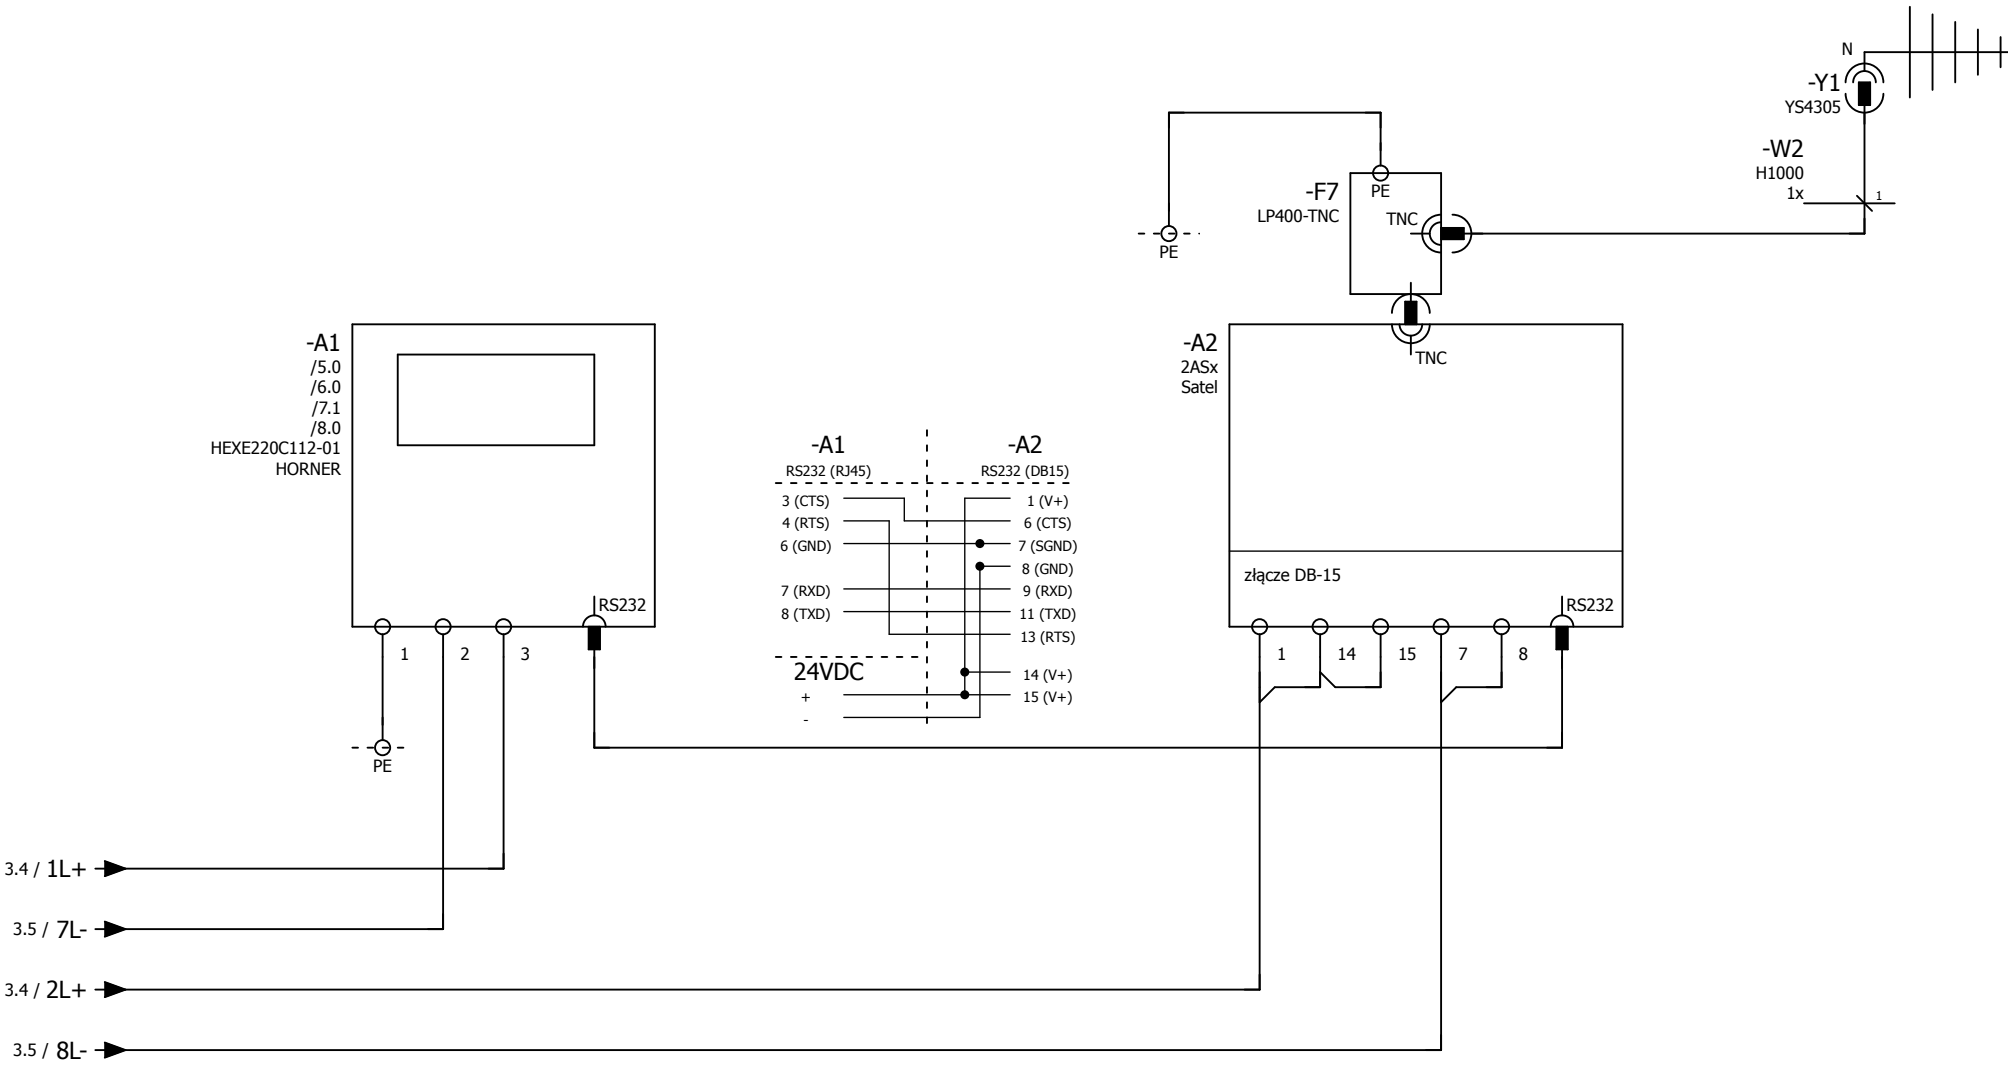 N
-Y1
YS4305
-W2
H1000
1x
1
-F7
LP400-TNC
PE
TNC
PE
-A1
/5.0
/6.0
/7.1
/8.0
HEXE220C112-01
HORNER
RS232
1
2
3
PE
-A1
-A2
RS232 (RJ45)
RS232 (DB15)
3 (CTS)
1 (V+)
4 (RTS)
6 (CTS)
6 (GND)
7 (SGND)
8 (GND)
7 (RXD)
9 (RXD)
8 (TXD)
11 (TXD)
13 (RTS)
24VDC
14 (V+)
+
15 (V+)
-
-A2
2ASx
Satel
TNC
złącze DB-15
RS232
1
14
15
7
8
3.4 / 1L+
3.5 / 7L-
3.4 / 2L+
3.5 / 8L-